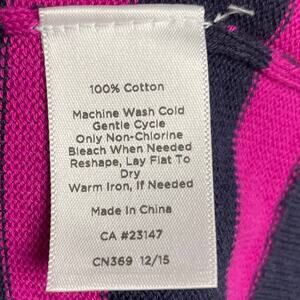 100% Cotton
Machine Wash Cold
Gentle Cycle
Only Non-Chlorine
Bleach When Needed
Reshape, Lay Flat To
Dry
Warm Iron, If Needed
Made In China
CA #23147
CN369 12/15